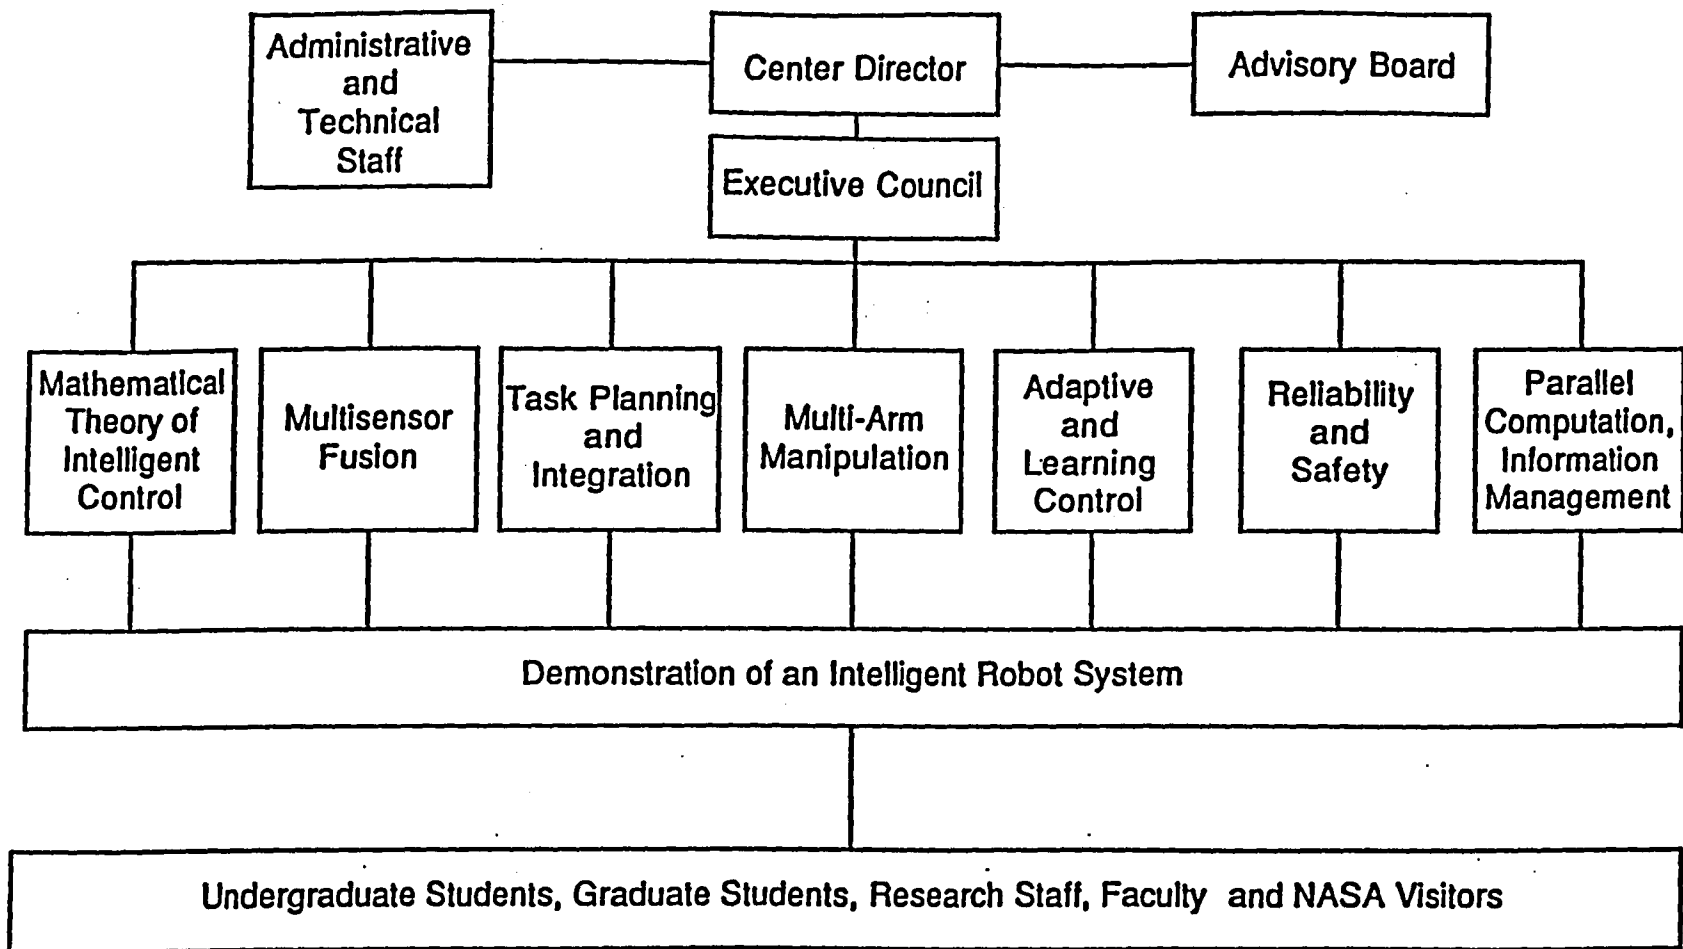 Administrative
and
Technical
Staff
Center Director
Advisory Board
Executive Council
Mathematical
Theory of
Intelligent
Control
Multisensor
Fusion
Task Planning
and
Integration
Multi-Arm
Manipulation
Adaptive
and
Learning
Control
Reliability
and
Safety
Parallel
Computation,
Information
Management
Demonstration of an Intelligent Robot System
Undergraduate Students, Graduate Students, Research Staff, Faculty and NASA Visitors